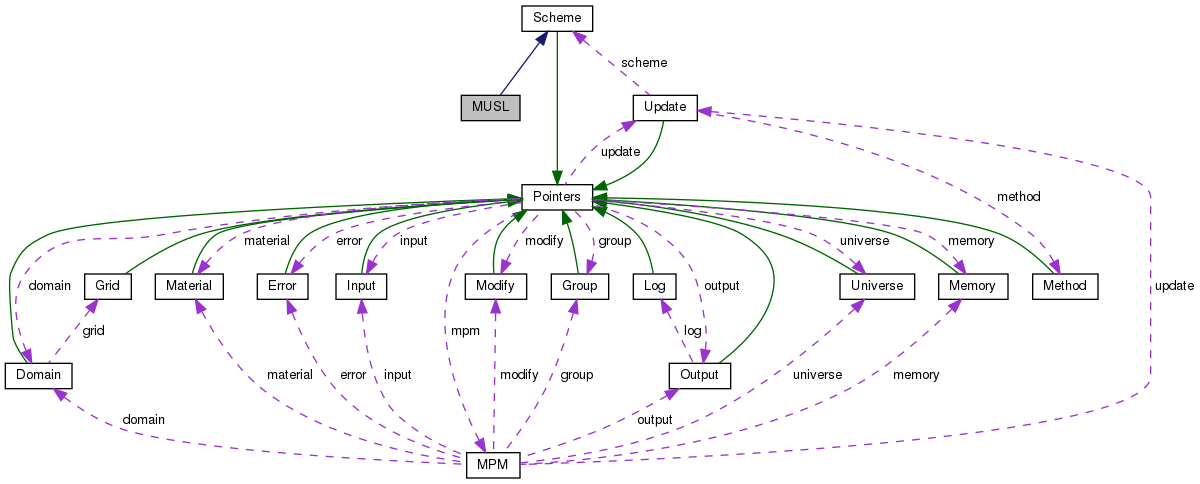 Scheme
scheme
MUSL
Update
update
method
Pointers
material
error
input
modify
group
universe
memory
domain
Grid
Material
Error
Input
Modify
Group
Log
output
Universe
Memory
Method
update
grid
mpm
log
Domain
material
error
input
modify
group
Output
universe
memory
domain
output
MPM